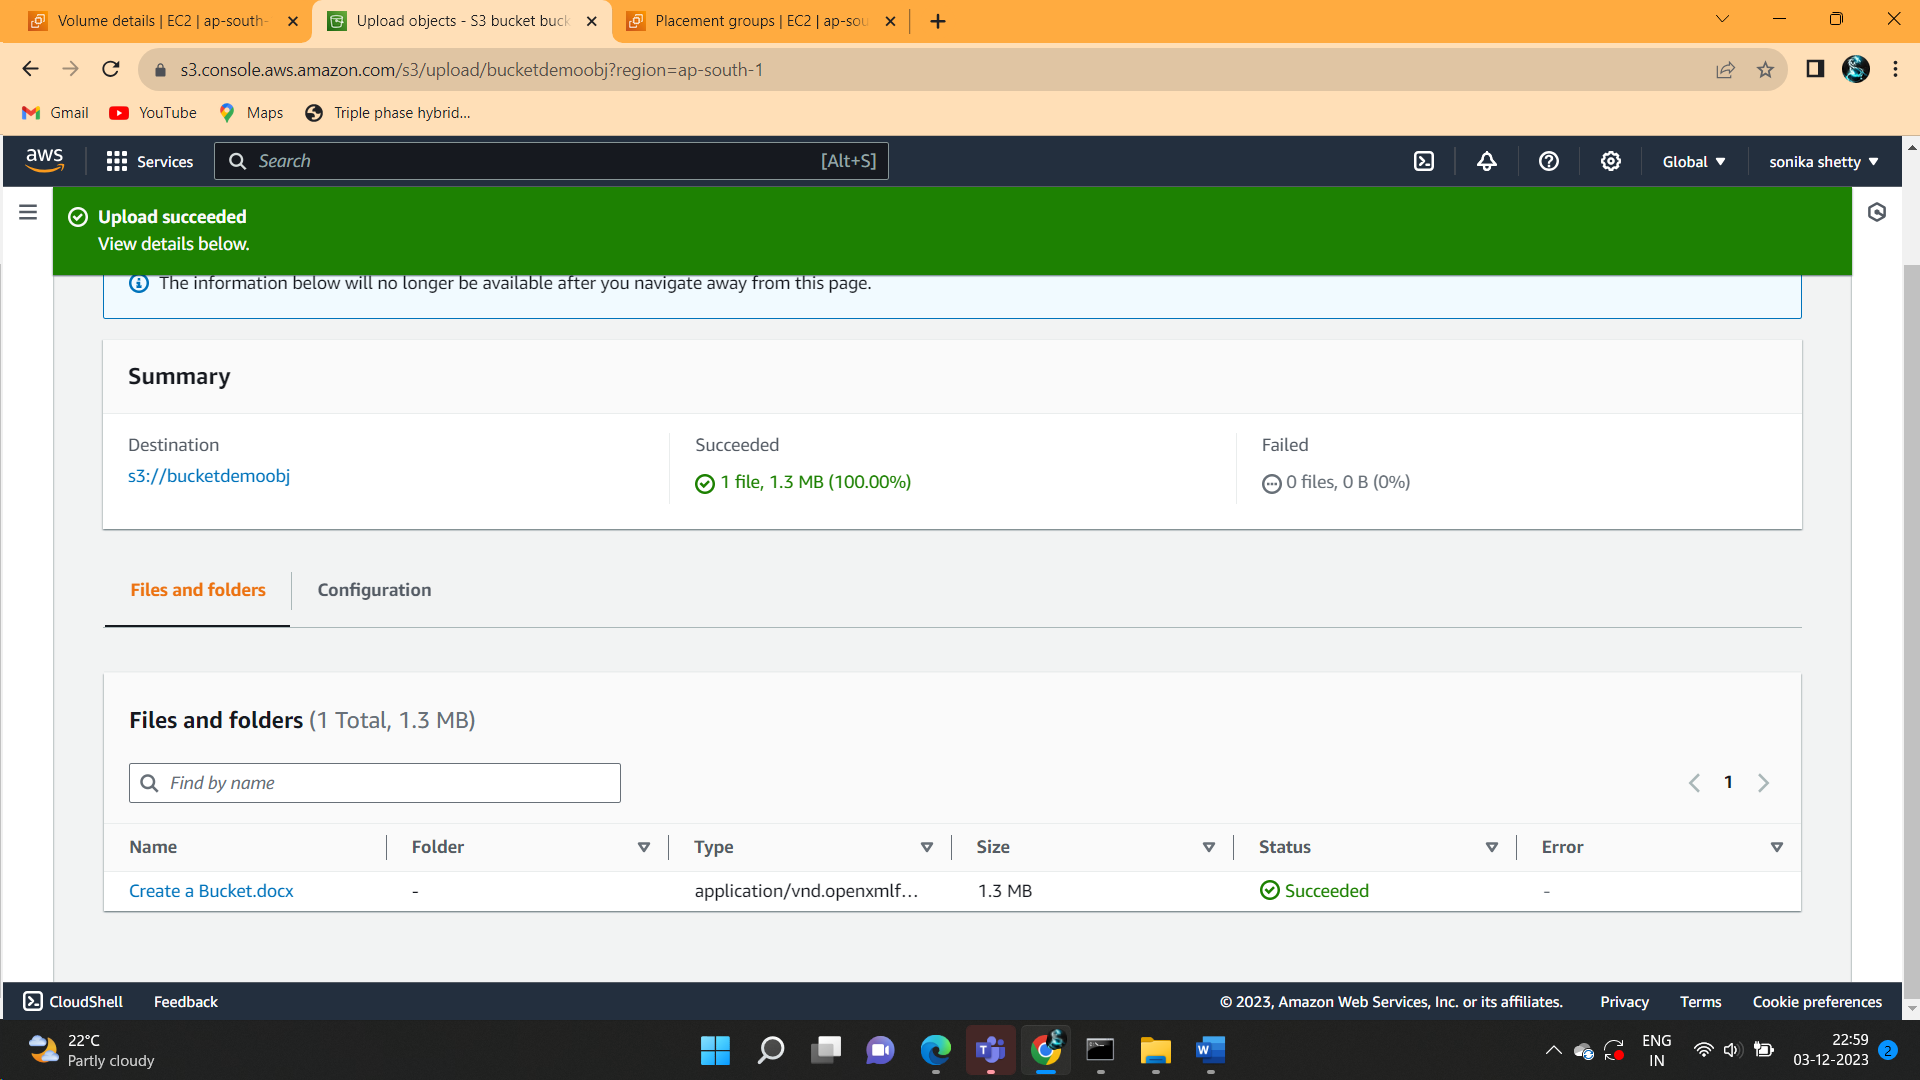 Volume details | EC2 | ap-south-
Upload objects - S3 bucket buck
Placement groups | EC2 | ap-sou
s3.console.aws.amazon.com/s3/upload/bucketdemoobj?region=ap-south-1
Gmail
YouTube
Maps
Triple phase hybrid...
aws
Services
Search
[Alt+S]
Global
sonika shetty
Upload succeeded
View details below.
The information below will no longer be available after you navigate away from this page.
Summary
Destination
Succeeded
Failed
s3://bucketdemoobj
1 file, 1.3 MB (100.00%)
0 files, 0 B (0%)
Files and folders
Configuration
Files and folders (1 Total, 1.3 MB)
Find by name
1
Name
Folder
Type
Size
Status
Error
Create a Bucket.docx
-
application/vnd.openxmlf...
1.3 MB
Succeeded
-
CloudShell
Feedback
© 2023, Amazon Web Services, Inc. or its affiliates.
Privacy
Terms
Cookie preferences
22°C
Partly cloudy
ENG
IN
22:59
03-12-2023
2